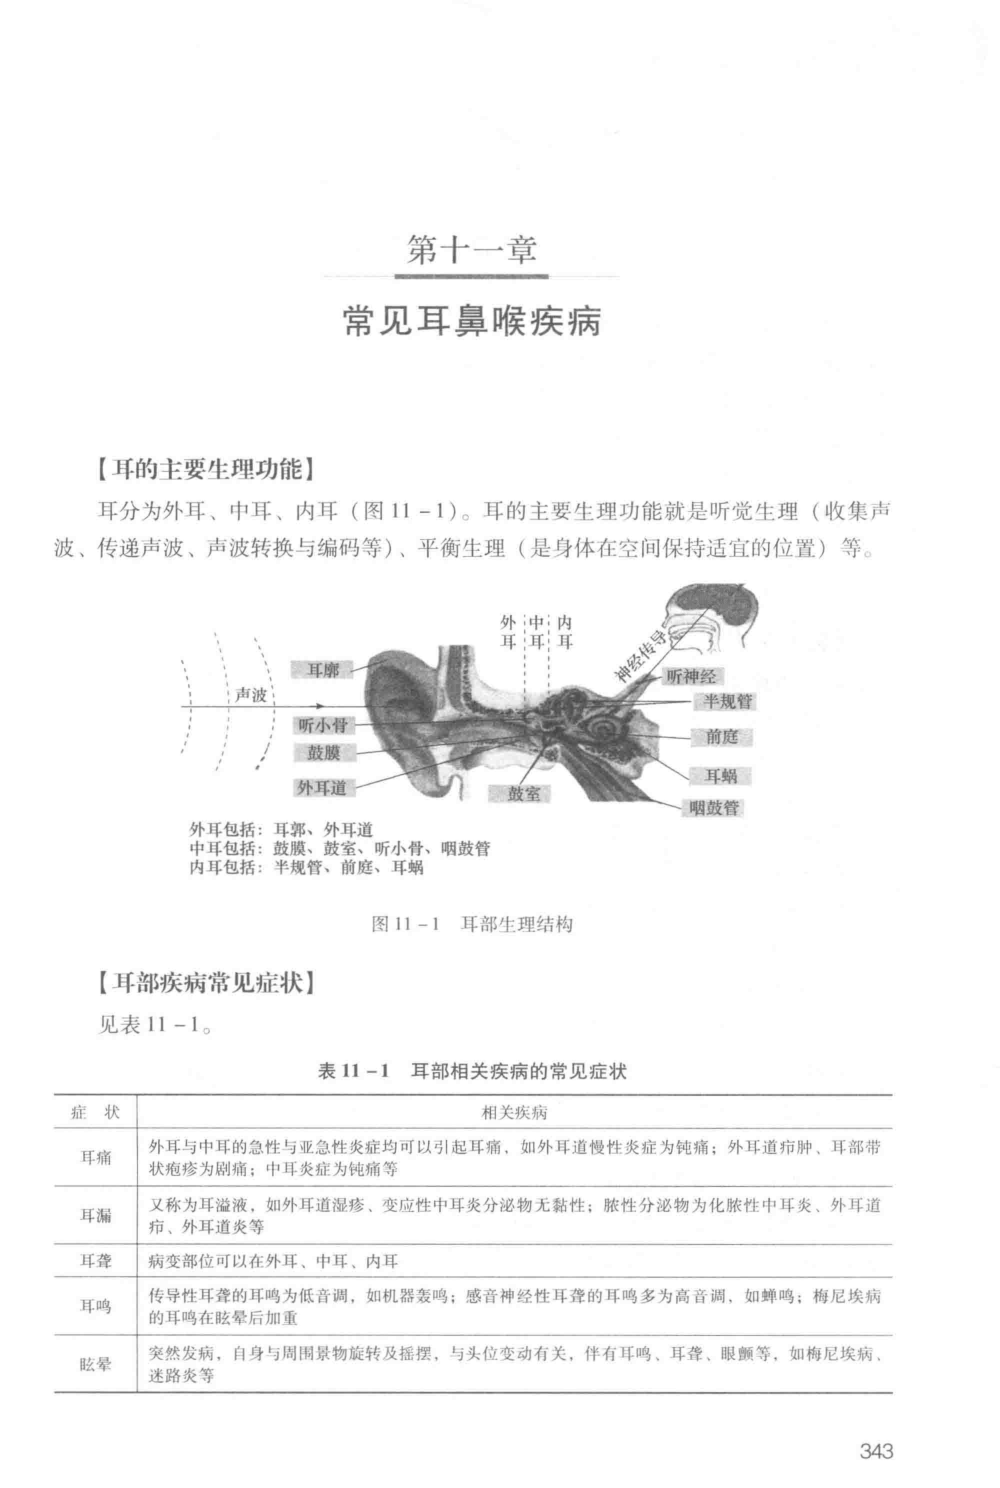 第十一章
常见耳鼻喉疾病
【耳的主要生理功能】
耳分为外耳、中耳、内耳（图 11 - 1）。耳的主要生理功能就是听觉生理（收集声
波、传递声波、声波转换与编码等）、平衡生理（是身体在空间保持适宜的位置）等。
外耳 中耳 内耳
神经传导
耳廓
声波
听小骨
鼓膜
外耳道
鼓室
听神经
半规管
前庭
耳蜗
咽鼓管
外耳包括：耳郭、外耳道
中耳包括：鼓膜、鼓室、听小骨、咽鼓管
内耳包括：半规管、前庭、耳蜗
图 11 - 1 耳部生理结构
【耳部疾病常见症状】
见表 11 - 1。
表 11 - 1 耳部相关疾病的常见症状
症 状 相关疾病
耳痛 外耳与中耳的急性与亚急性炎症均可以引起耳痛，如外耳道慢性炎症为钝痛；外耳道疖肿、耳部带
状疱疹为剧痛；中耳炎症为钝痛等
耳漏 又称为耳溢液，如外耳道湿疹、变应性中耳炎分泌物无黏性；脓性分泌物为化脓性中耳炎、外耳道
疖、外耳道炎等
耳聋 病变部位可以在外耳、中耳、内耳
耳鸣 传导性耳聋的耳鸣为低音调，如机器轰鸣；感音神经性耳聋的耳鸣多为高音调，如蝉鸣；梅尼埃病
的耳鸣在眩晕后加重
眩晕 突然发病，自身与周围景物旋转及摇摆，与头位变动有关，伴有耳鸣、耳聋、眼颤等，如梅尼埃病、
迷路炎等
343